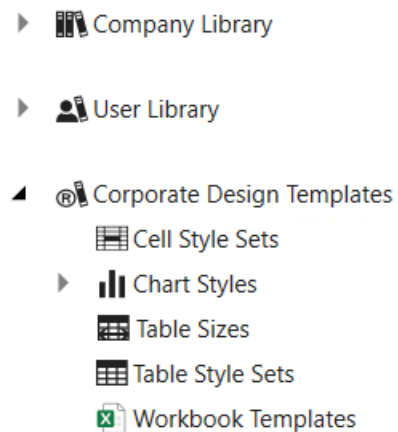 Company Library
User Library
Corporate Design Templates
Cell Style Sets
Chart Styles
Table Sizes
Table Style Sets
Workbook Templates